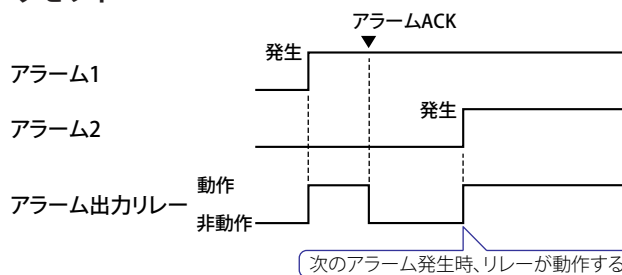 アラームACK
発生
アラーム1
発生
アラーム2
動作
アラーム出力リレー
非動作
次のアラーム発生時、リレーが動作する